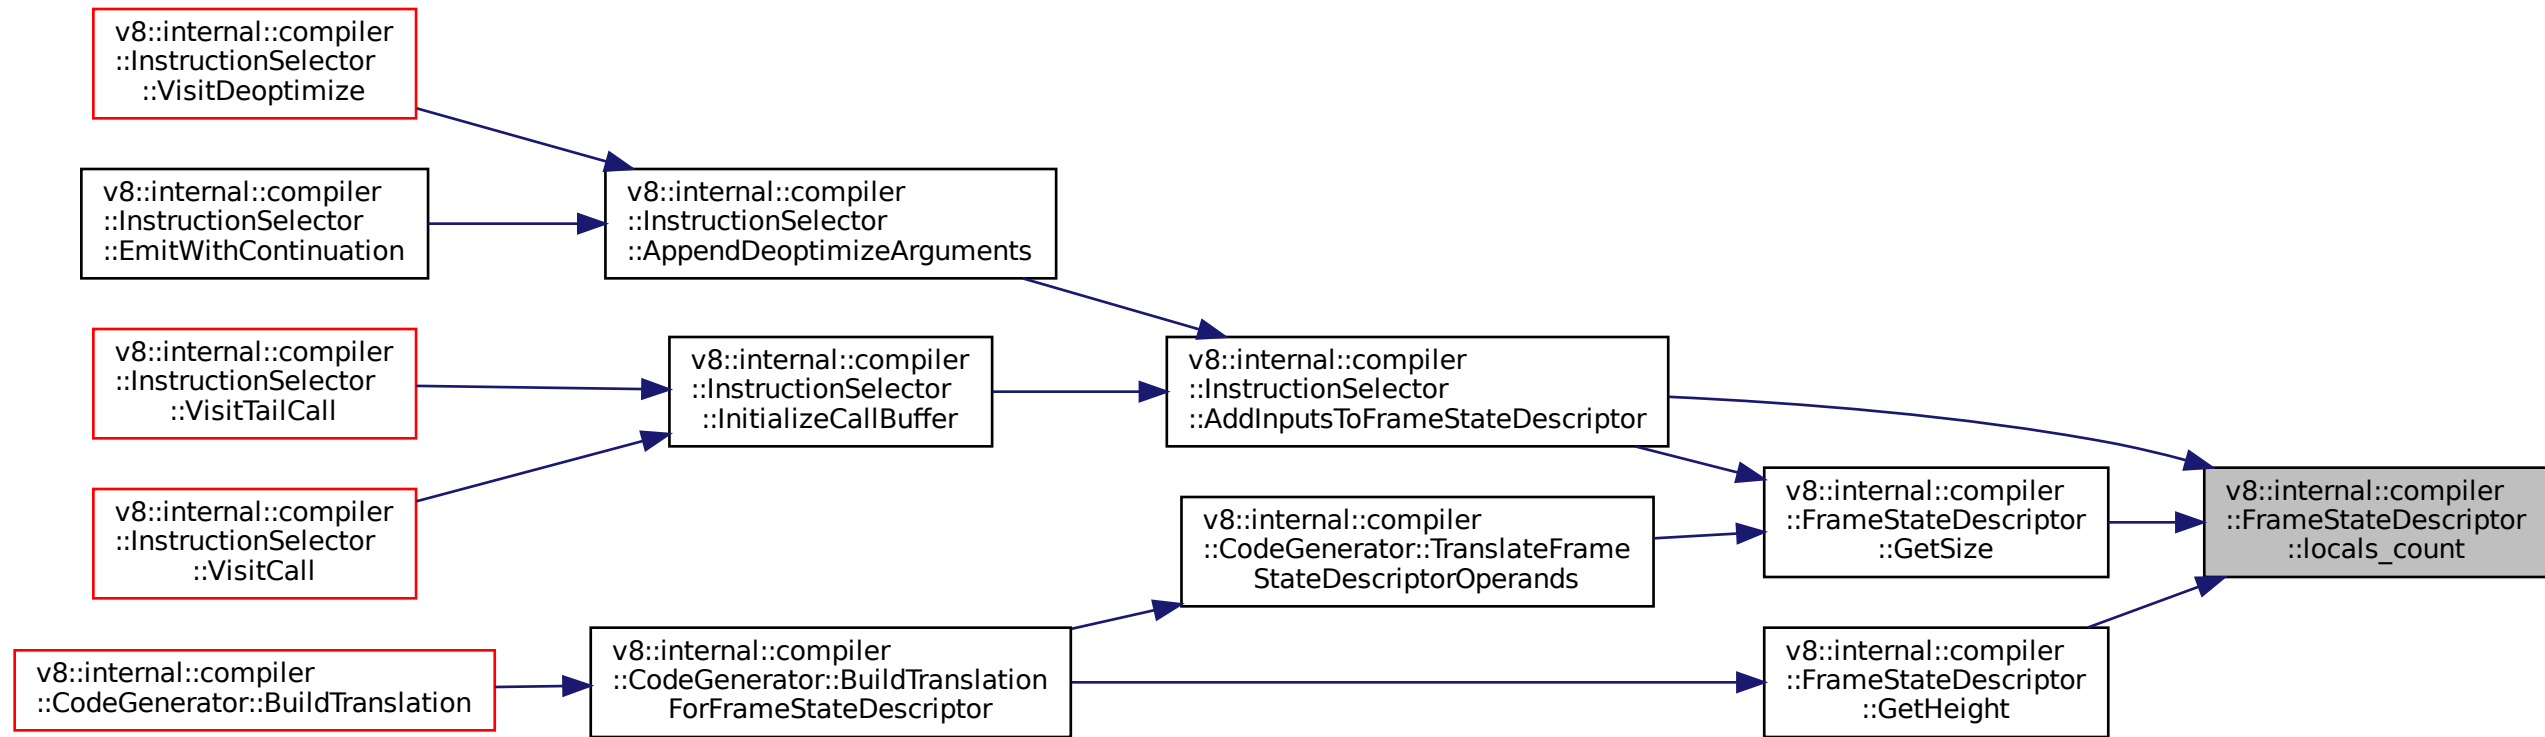 v8::internal::compiler
::InstructionSelector
::VisitDeoptimize
v8::internal::compiler
::InstructionSelector
::EmitWithContinuation
v8::internal::compiler
::InstructionSelector
::AppendDeoptimizeArguments
v8::internal::compiler
::InstructionSelector
::VisitTailCall
v8::internal::compiler
::InstructionSelector
::InitializeCallBuffer
v8::internal::compiler
::InstructionSelector
::AddInputsToFrameStateDescriptor
v8::internal::compiler
::InstructionSelector
::VisitCall
v8::internal::compiler
::CodeGenerator::TranslateFrame
StateDescriptorOperands
v8::internal::compiler
::FrameStateDescriptor
::GetSize
v8::internal::compiler
::FrameStateDescriptor
::locals_count
v8::internal::compiler
::CodeGenerator::BuildTranslation
v8::internal::compiler
::CodeGenerator::BuildTranslation
ForFrameStateDescriptor
v8::internal::compiler
::FrameStateDescriptor
::GetHeight